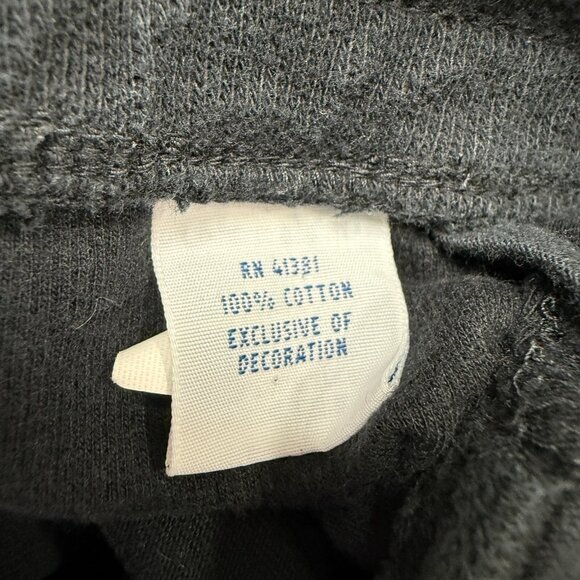 RN 41381
100% COTTON
EXCLUSIVE OF
DECORATION